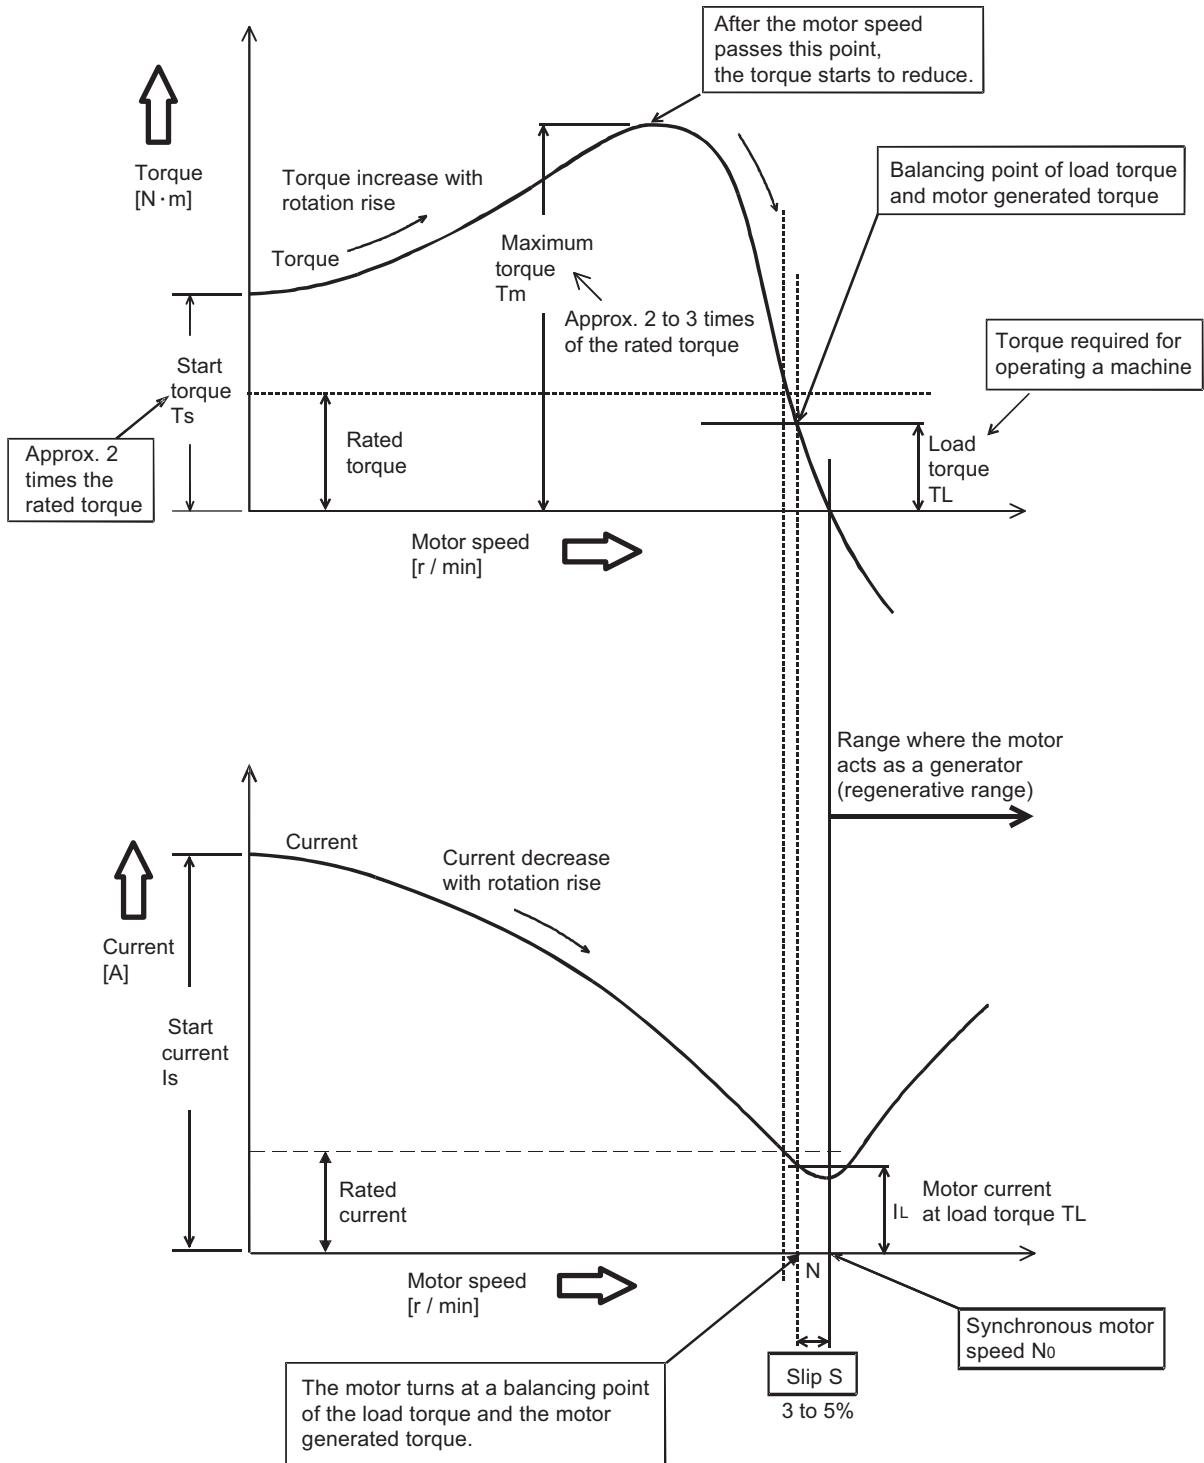 After the motor speed
passes this point,
the torque starts to reduce.
Torque
[N・m]
Torque increase with
rotation rise
Torque
Balancing point of load torque
and motor generated torque
Maximum
torque
Tm
Approx. 2 to 3 times
of the rated torque
Torque required for
operating a machine
Start
torque
Ts
Approx. 2
times the
rated torque
Rated
torque
Load
torque
TL
Motor speed
[r / min]
Range where the motor
acts as a generator
(regenerative range)
Current
Current decrease
with rotation rise
Current
[A]
Start
current
Is
Rated
current
IL
Motor current
at load torque TL
N
Motor speed
[r / min]
Synchronous motor
speed N0
Slip S
3 to 5%
The motor turns at a balancing point
of the load torque and the motor
generated torque.